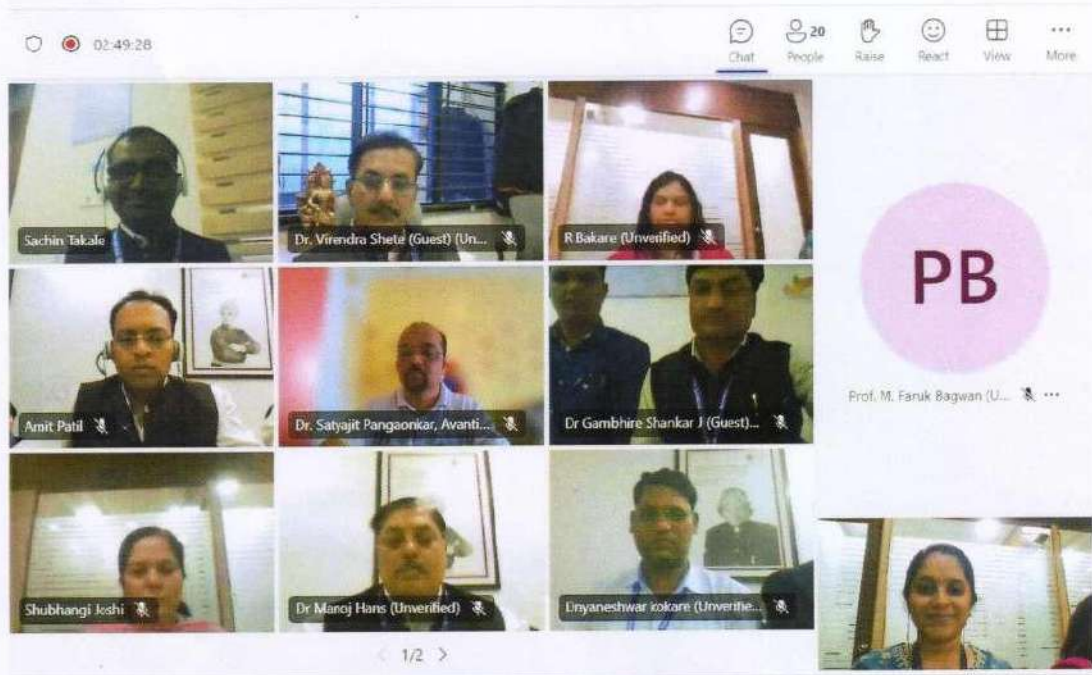 02:49:28
20
Chat
People
Raise
React
View
More
Sachin Takale
Dr. Virendra Shete (Guest) (Un...
R Bakare (Unverified)
PB
Prof. M. Faruk Bagwan (U...
Amit Patil
Dr. Satyajit Pangaonkar, Avanti...
Dr Gambhire Shankar J (Guest)...
Shubhangi Joshi
Dr Manoj Hans (Unverified)
Dnyaneshwar kokare (Unverifie...
1/2